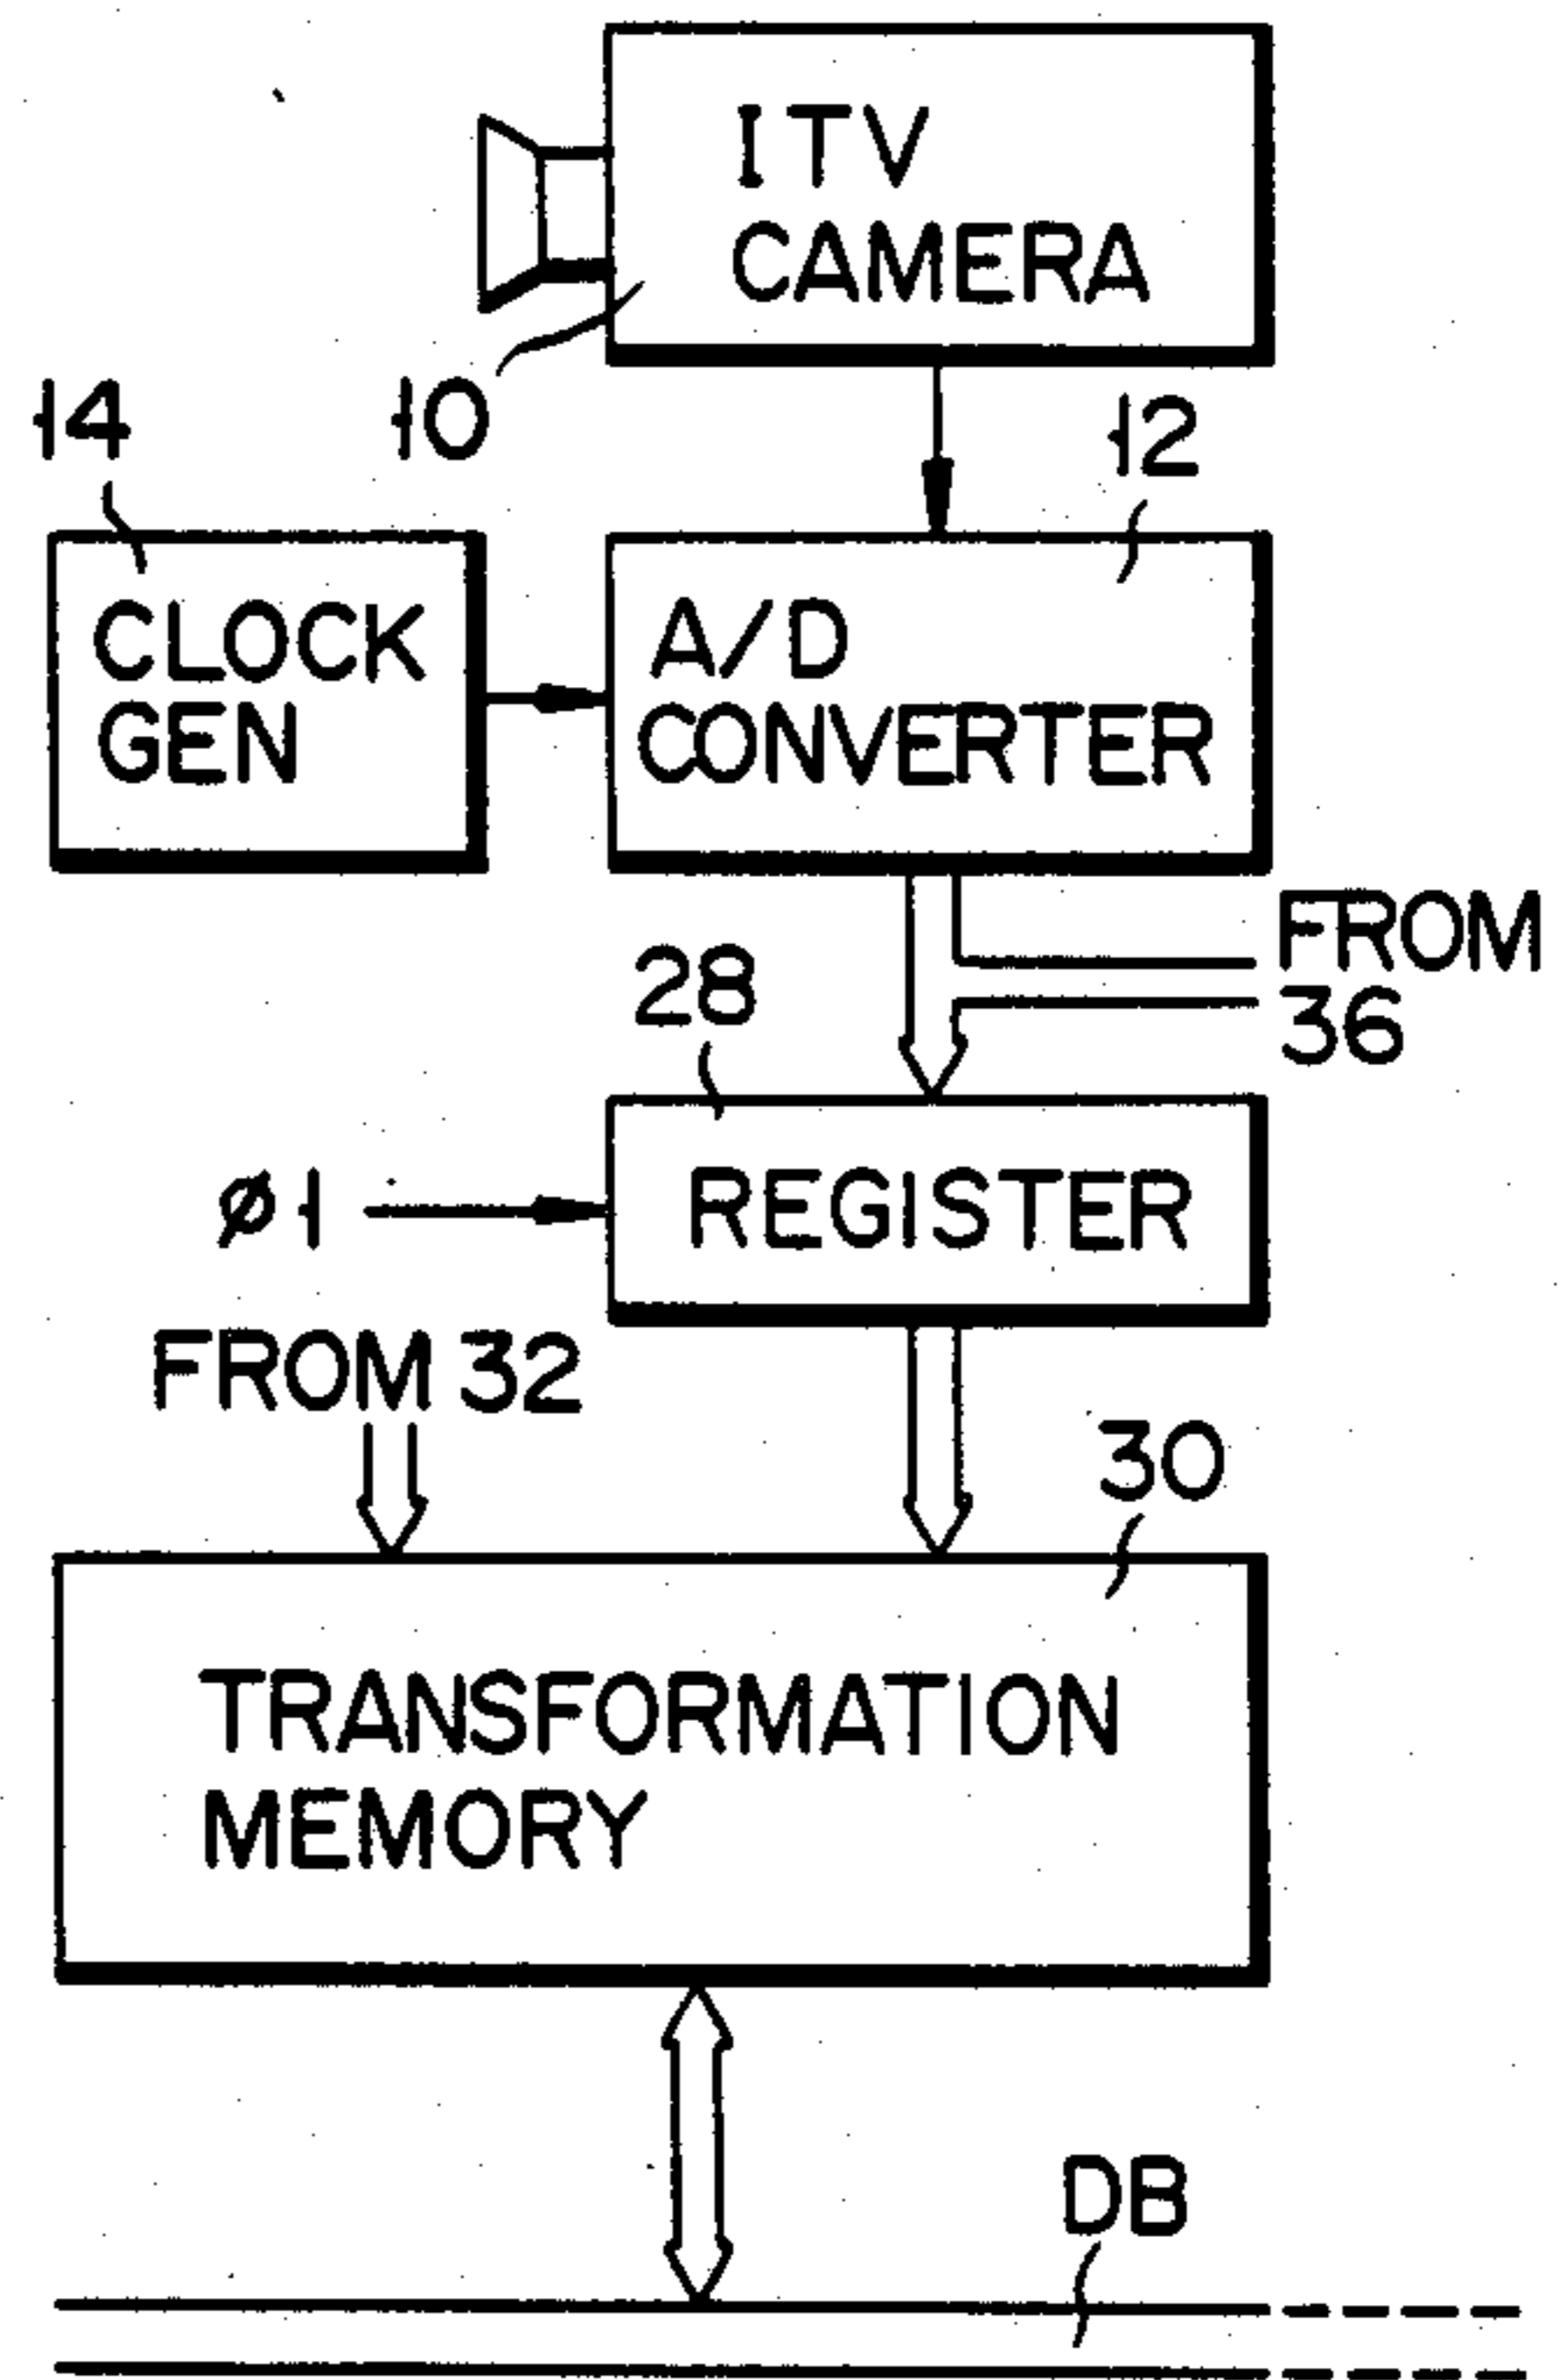 ITV
CAMERA
14
10
12
CLOCK
GEN
A/D
CONVERTER
FROM
36
28
ø1
REGISTER
FROM 32
30
TRANSFORMATION
MEMORY
DB